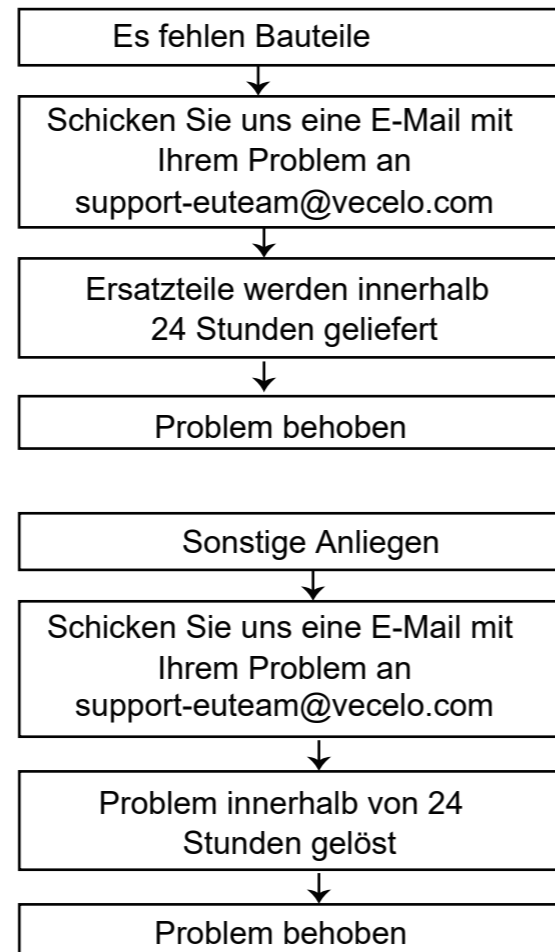 Es fehlen Bauteile
Schicken Sie uns eine E-Mail mit
Ihrem Problem an
support-euteam@vecelo.com
Ersatzteile werden innerhalb
24 Stunden geliefert
Problem behoben
Sonstige Anliegen
Schicken Sie uns eine E-Mail mit
Ihrem Problem an
support-euteam@vecelo.com
Problem innerhalb von 24
Stunden gelöst
Problem behoben